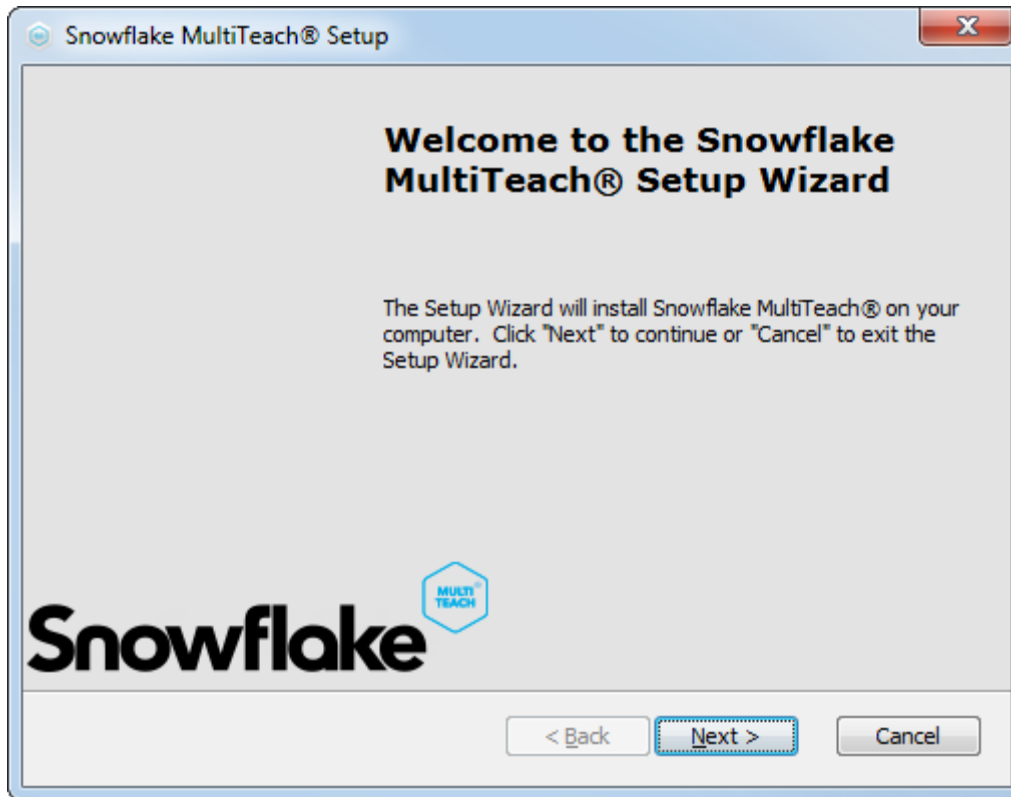 Snowflake MultiTeach® Setup
Welcome to the Snowflake
MultiTeach® Setup Wizard
The Setup Wizard will install Snowflake MultiTeach® on your
computer.  Click "Next" to continue or "Cancel" to exit the
Setup Wizard.
MULTI®
TEACH
Snowflake
< Back
Next >
Cancel